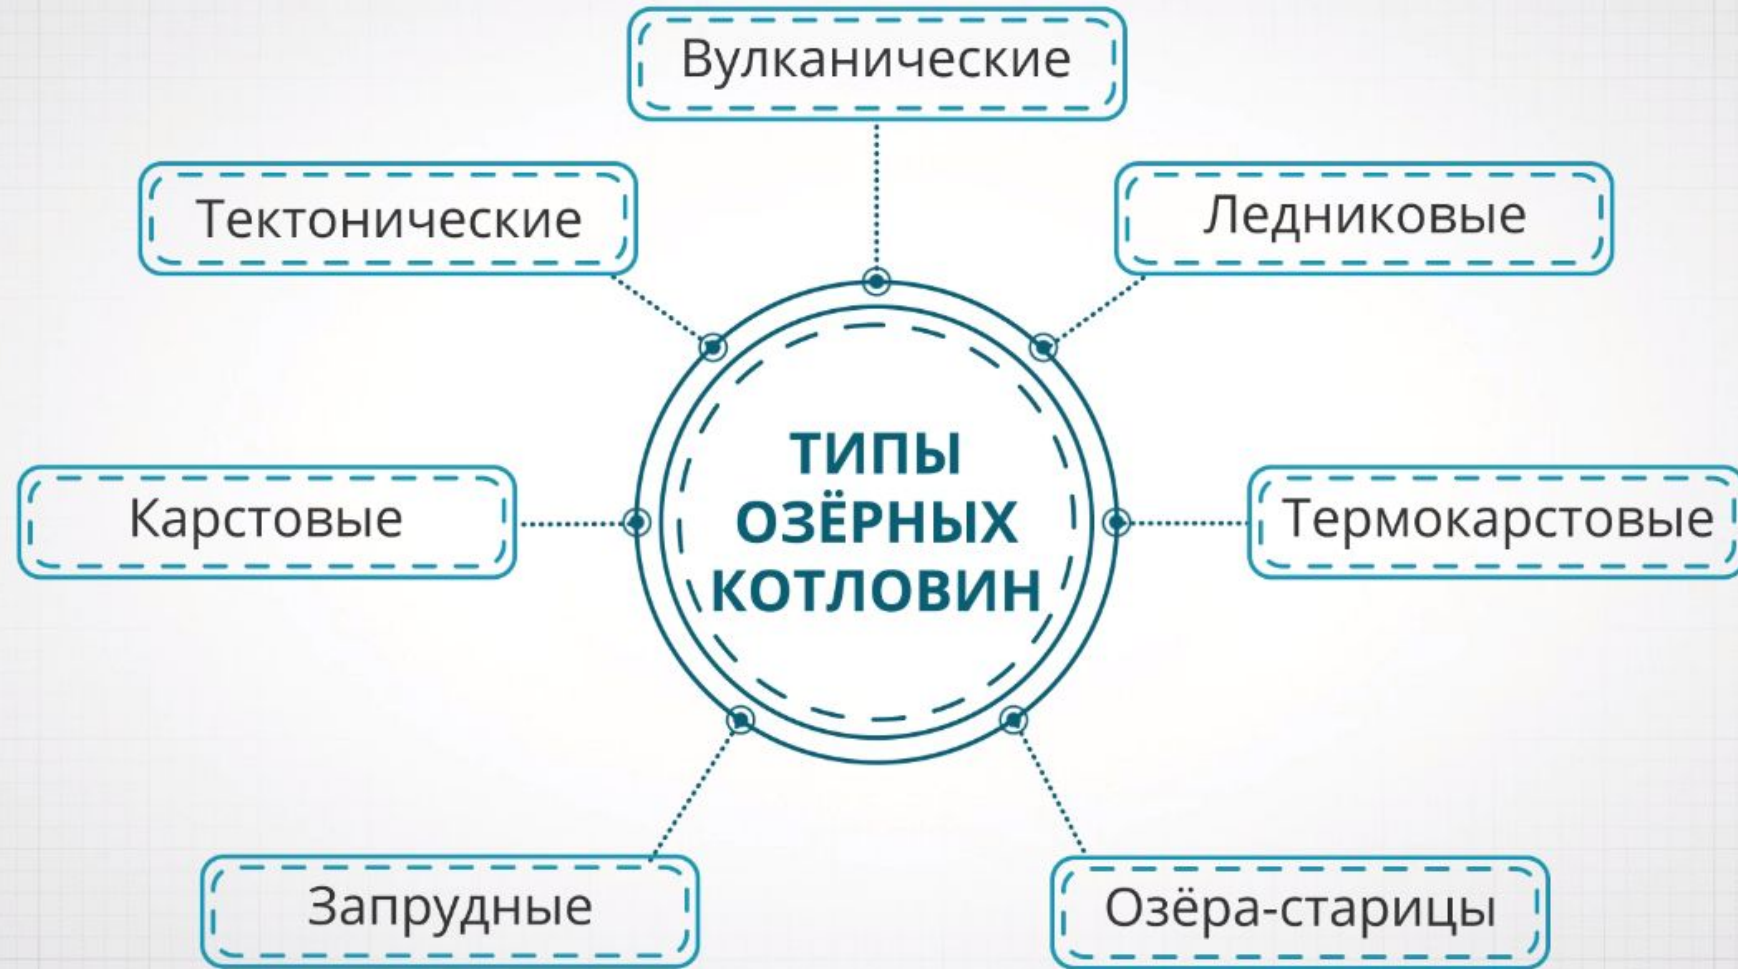 Вулканические
Тектонические
Ледниковые
ТИПЫ
ОЗЁРНЫХ
КОТЛОВИН
Карстовые
Термокарстовые
Запрудные
Озёра-старицы